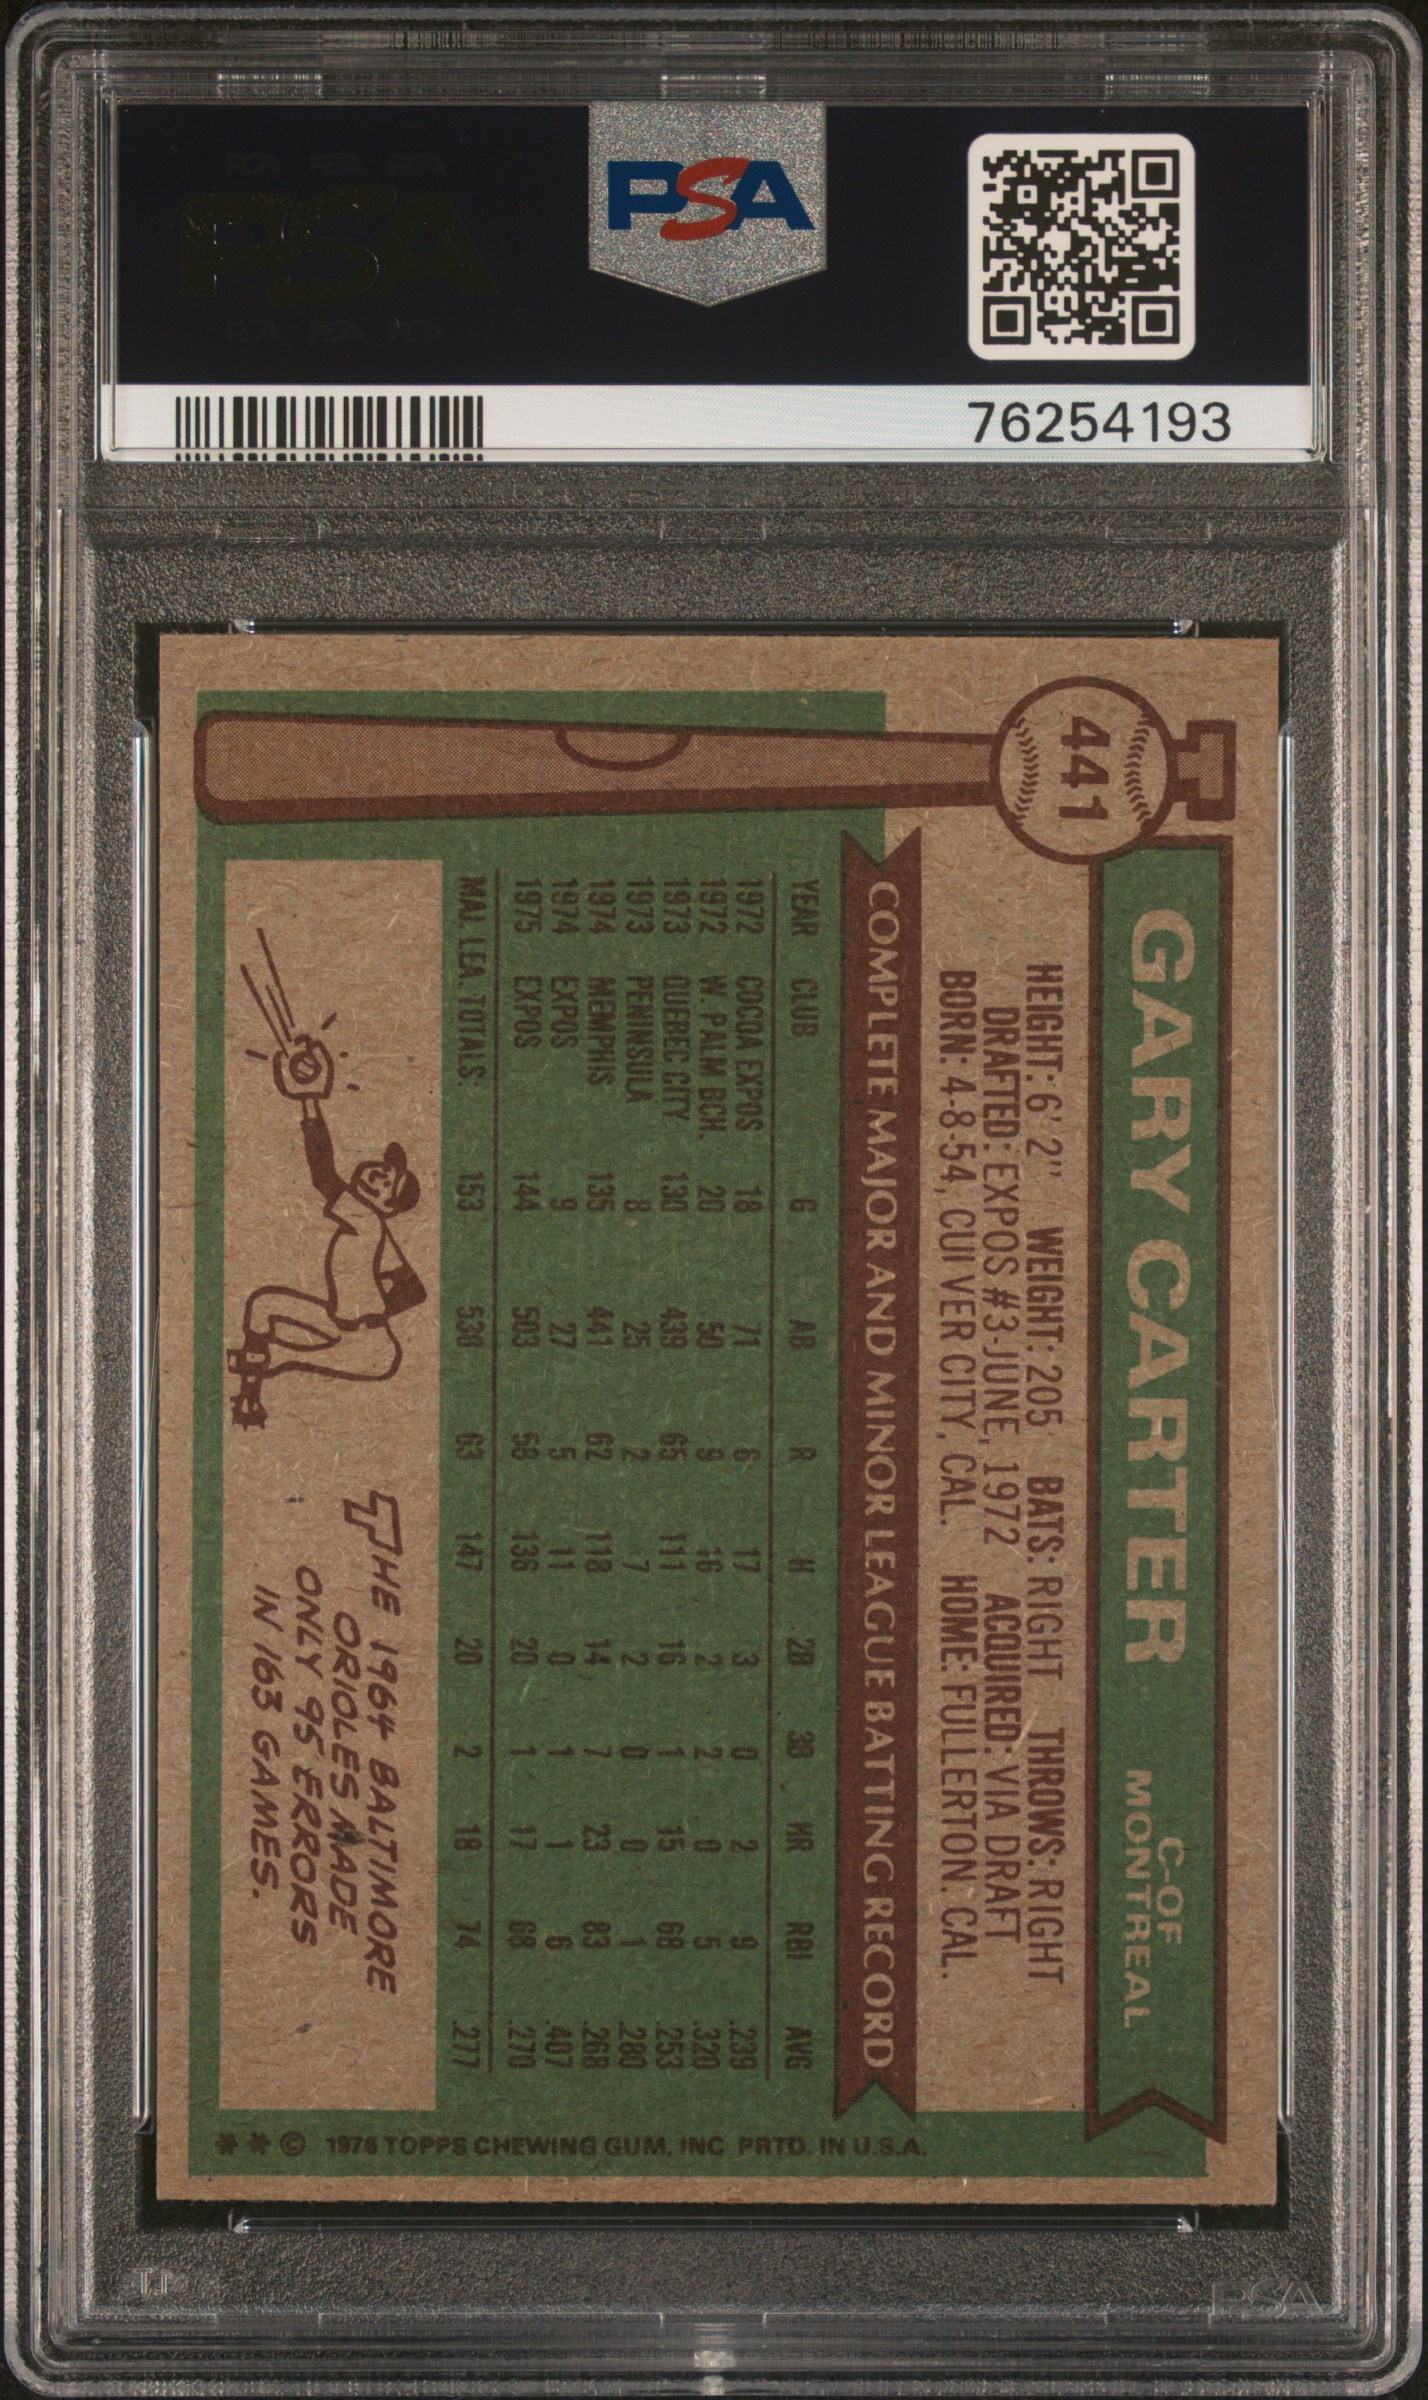 PSA
76254193
441
GARY CARTER
C-OF
MONTREAL
HEIGHT: 6' 2" WEIGHT: 205 BATS: RIGHT THROWS: RIGHT
DRAFTED: EXPOS #3-JUNE, 1972 ACQUIRED: VIA DRAFT
BORN: 4-8-54, CULVER CITY, CAL. HOME: FULLERTON, CAL.
COMPLETE MAJOR AND MINOR LEAGUE BATTING RECORD
YEAR CLUB G AB R H 2B 3B HR RBI AVG
1972 COCOA EXPOS 18 71 6 17 3 0 2 9 .239
1972 W. PALM BCH. 20 50 9 16 2 2 0 5 .320
1973 QUEBEC CITY 130 439 65 111 16 1 15 68 .253
1973 PENINSULA 8 25 2 7 2 0 0 1 .280
1974 MEMPHIS 135 441 62 118 14 7 23 83 .268
1974 EXPOS 9 27 5 11 0 1 1 6 .407
1975 EXPOS 144 503 58 136 20 1 17 68 .270
MAJ. LEA. TOTALS: 153 530 63 147 20 2 18 74 .277
THE 1964 BALTIMORE
ORIOLES MADE
ONLY 95 ERRORS
IN 163 GAMES.
** © 1976 TOPPS CHEWING GUM, INC PRTD. IN U.S.A.
PSA